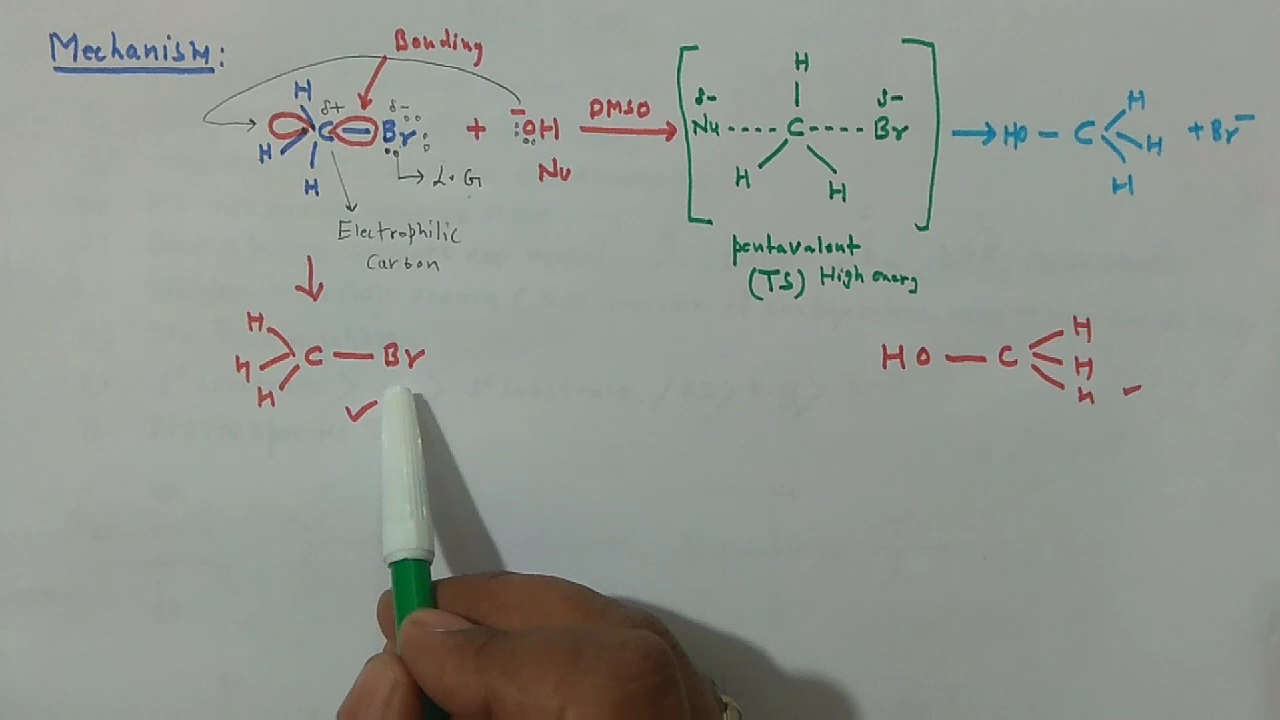 Mechanism:
Bonding
H δ+ δ-
H C — Br + :OH DMSO
H
Nu
→ L.G
Electrophilic
Carbon
H
δ- δ-
Nu ---- C ---- Br
H H
pentavalent
(TS) High energy
→ HO — C H H H + Br-
H
H C — Br
H
H
HO — C H
H